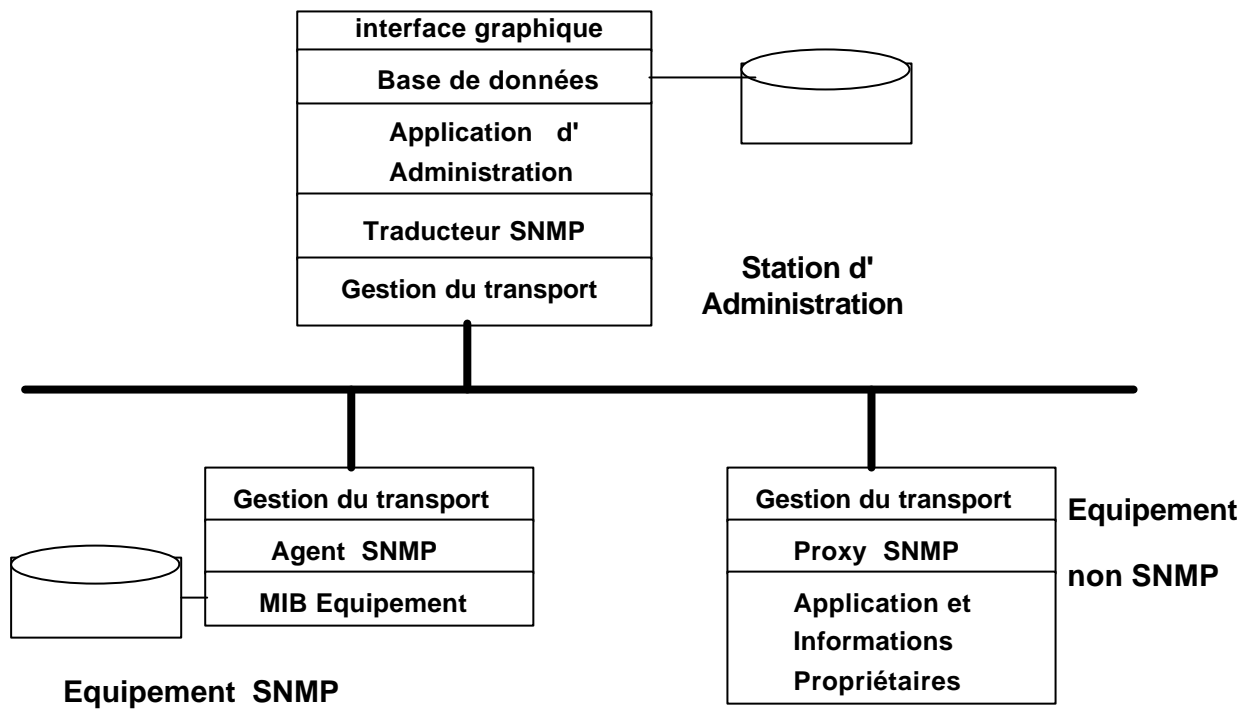 interface graphique
Base de données
Application d'
Administration
Traducteur SNMP
Gestion du transport
Station d'
Administration
Gestion du transport
Agent SNMP
MIB Equipement
Equipement SNMP
Gestion du transport
Proxy SNMP
Application et
Informations
Propriétaires
Equipement
non SNMP